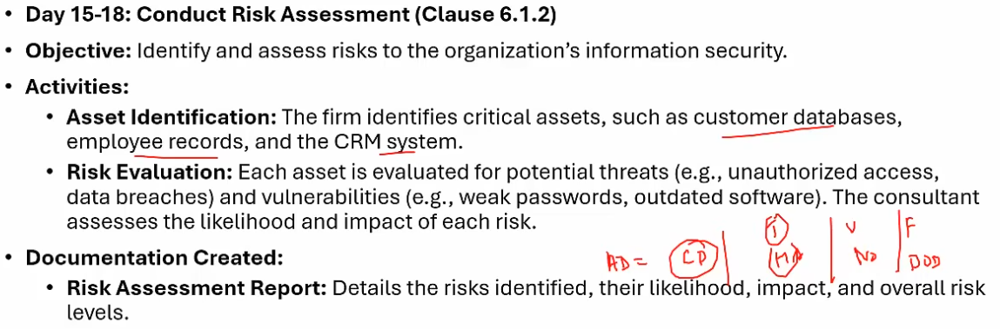 • Day 15-18: Conduct Risk Assessment (Clause 6.1.2)
• Objective: Identify and assess risks to the organization's information security.
• Activities:
• Asset Identification: The firm identifies critical assets, such as customer databases,
employee records, and the CRM system.
• Risk Evaluation: Each asset is evaluated for potential threats (e.g., unauthorized access,
data breaches) and vulnerabilities (e.g., weak passwords, outdated software). The consultant
assesses the likelihood and impact of each risk.
T | V | F
• Documentation Created:
AD = CD | | ND | DOD
• Risk Assessment Report: Details the risks identified, their likelihood, impact, and overall risk
levels.